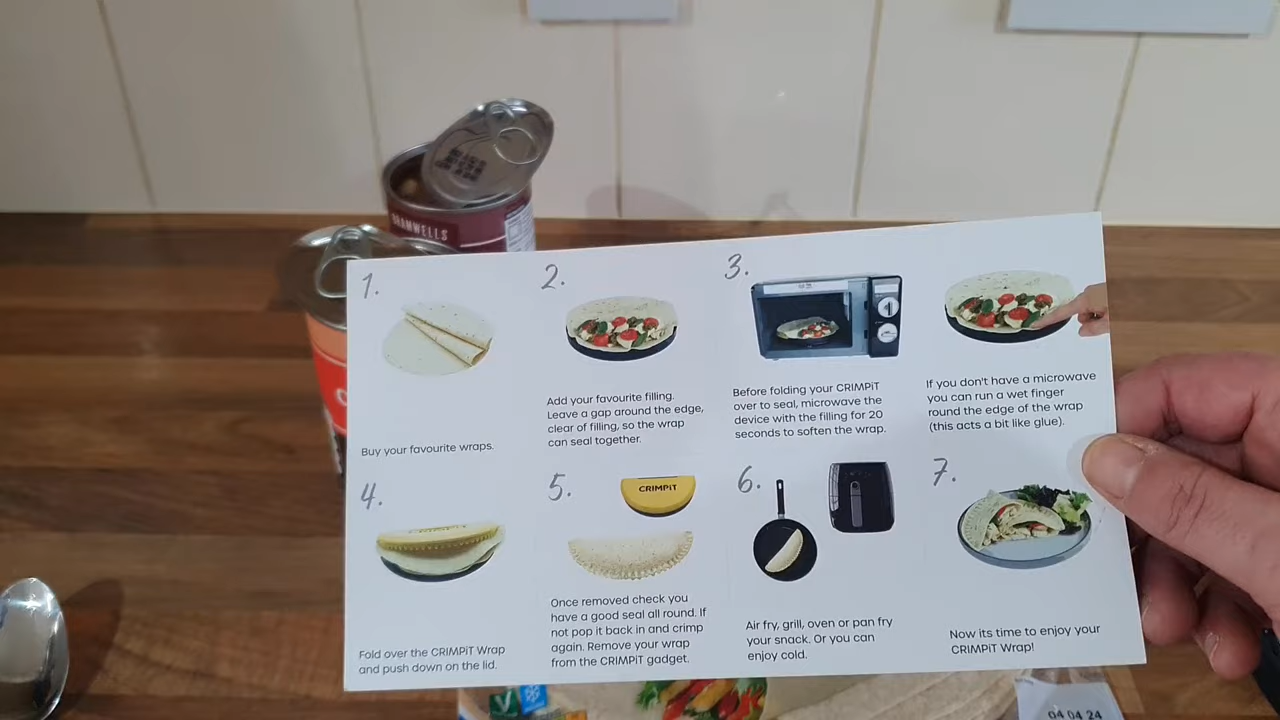 BRAMWELLS
1.
Buy your favourite wraps.
2.
Add your favourite filling.
Leave a gap around the edge,
clear of filling, so the wrap
can seal together.
3.
Before folding your CRIMPiT
over to seal, microwave the
device with the filling for 20
seconds to soften the wrap.
If you don't have a microwave
you can run a wet finger
round the edge of the wrap
(this acts a bit like glue).
4.
Fold over the CRIMPiT Wrap
and push down on the lid.
5.
CRIMPiT
Once removed check you
have a good seal all round. If
not pop it back in and crimp
again. Remove your wrap
from the CRIMPiT gadget.
6.
Air fry, grill, oven or pan fry
your snack. Or you can
enjoy cold.
7.
Now its time to enjoy your
CRIMPiT Wrap!
V
04 04 24